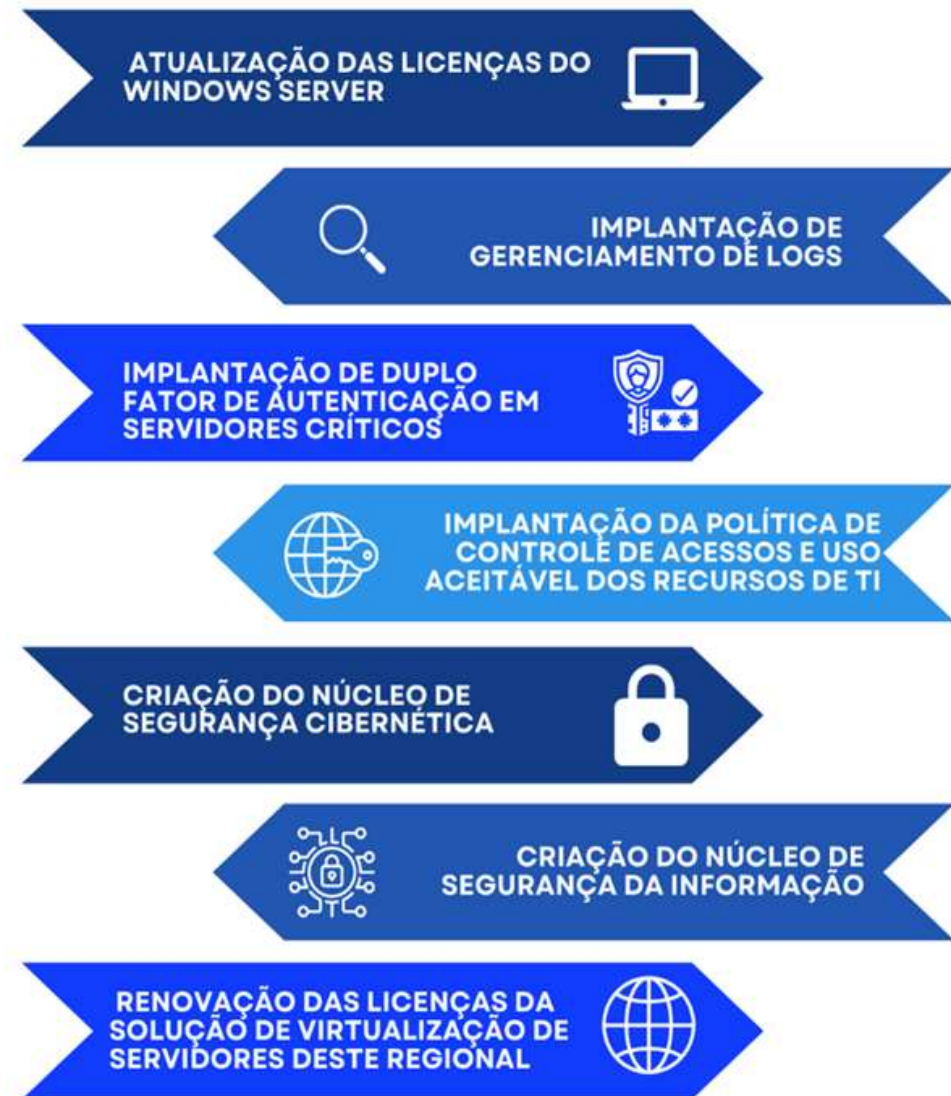 ATUALIZAÇÃO DAS LICENÇAS DO
WINDOWS SERVER
IMPLANTAÇÃO DE
GERENCIAMENTO DE LOGS
IMPLANTAÇÃO DE DUPLO
FATOR DE AUTENTICAÇÃO EM
SERVIDORES CRÍTICOS
IMPLANTAÇÃO DA POLÍTICA DE
CONTROLE DE ACESSOS E USO
ACEITÁVEL DOS RECURSOS DE TI
CRIAÇÃO DO NÚCLEO DE
SEGURANÇA CIBERNÉTICA
CRIAÇÃO DO NÚCLEO DE
SEGURANÇA DA INFORMAÇÃO
RENOVAÇÃO DAS LICENÇAS DA
SOLUÇÃO DE VIRTUALIZAÇÃO DE
SERVIDORES DESTE REGIONAL